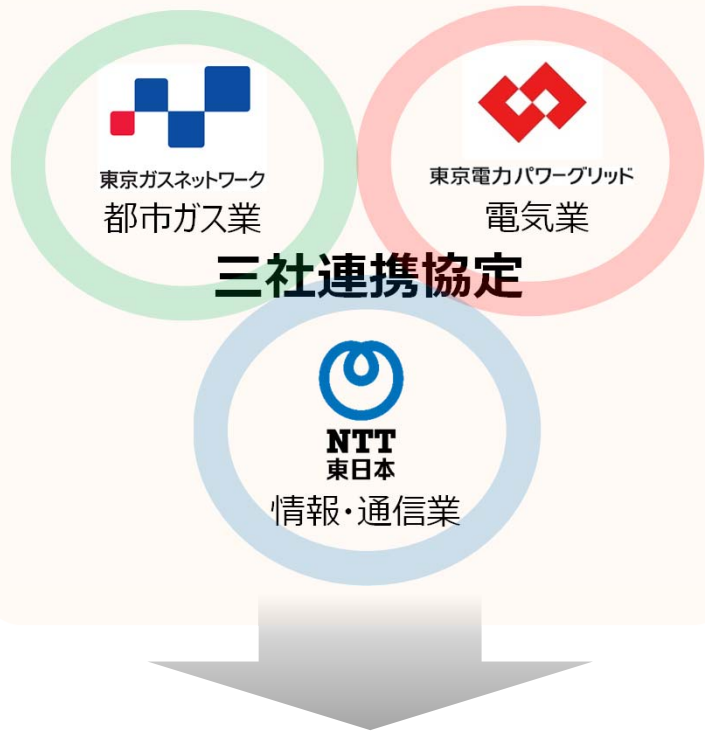 東京ガスネットワーク
都市ガス業
東京電力パワーグリッド
電気業
三社連携協定
NTT
東日本
情報・通信業